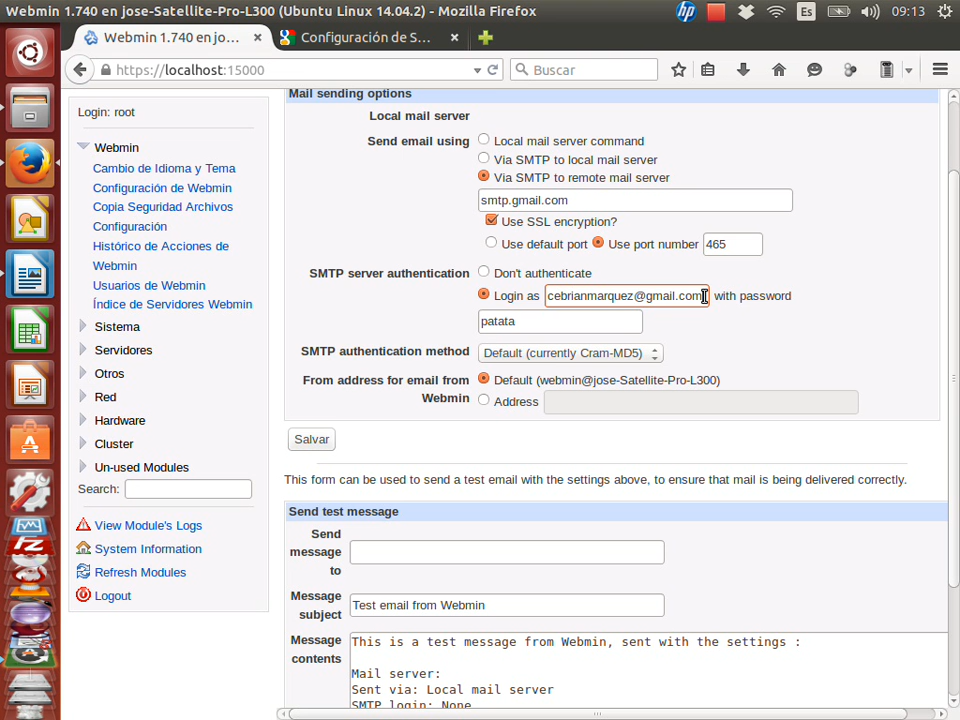 Webmin 1.740 en jose-Satellite-Pro-L300 (Ubuntu Linux 14.04.2) - Mozilla Firefox
Es
09:13
Webmin 1.740 en jo...
Configuración de S...
https://localhost:15000
Buscar
Login: root
Webmin
Cambio de Idioma y Tema
Configuración de Webmin
Copia Seguridad Archivos
Configuración
Histórico de Acciones de
Webmin
Usuarios de Webmin
Índice de Servidores Webmin
Sistema
Servidores
Otros
Red
Hardware
Cluster
Un-used Modules
Search:
View Module's Logs
System Information
Refresh Modules
Logout
Mail sending options
Local mail server
Send email using
Local mail server command
Via SMTP to local mail server
Via SMTP to remote mail server
smtp.gmail.com
Use SSL encryption?
Use default port
Use port number
465
SMTP server authentication
Don't authenticate
Login as
cebrianmarquez@gmail.com
with password
patata
SMTP authentication method
Default (currently Cram-MD5)
From address for email from
Webmin
Default (webmin@jose-Satellite-Pro-L300)
Address
Salvar
This form can be used to send a test email with the settings above, to ensure that mail is being delivered correctly.
Send test message
Send
message
to
Message
subject
Test email from Webmin
Message
contents
This is a test message from Webmin, sent with the settings :
Mail server:
Sent via: Local mail server
SMTP login: None